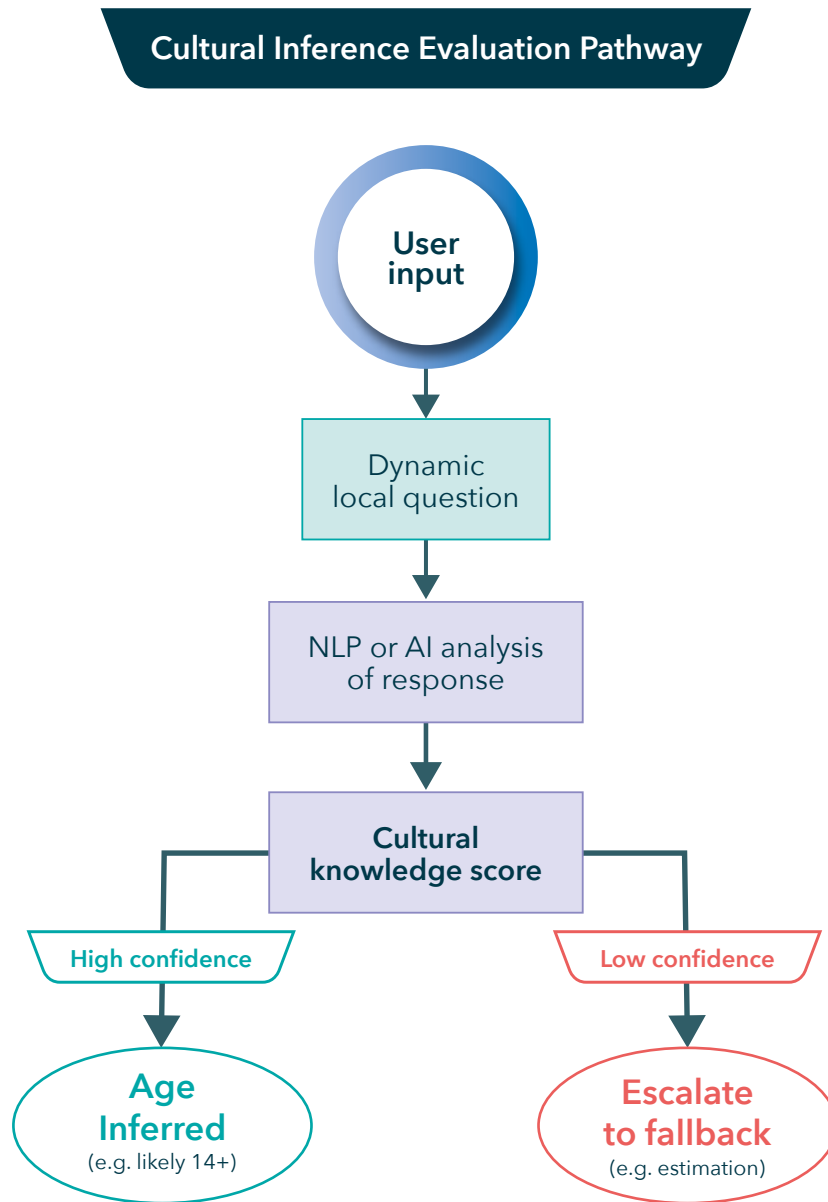 Cultural Inference Evaluation Pathway
User
input
Dynamic
local question
NLP or AI analysis
of response
Cultural
knowledge score
High confidence
Low confidence
Age
Inferred
(e.g. likely 14+)
Escalate
to fallback
(e.g. estimation)